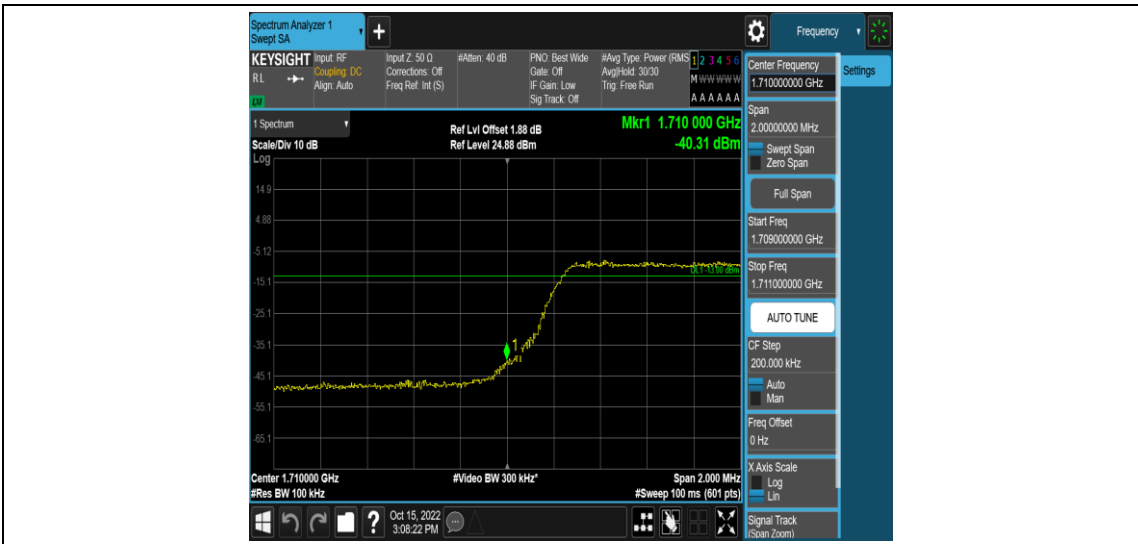 Spectrum Analyzer 1
Swept SA
+
Frequency
KEYSIGHT
RL
LXI
Input: RF
Coupling: DC
Align: Auto
Input Z: 50 Ω
Corrections: Off
Freq Ref: Int (S)
#Atten: 40 dB
PNO: Best Wide
Gate: Off
IF Gain: Low
Sig Track: Off
#Avg Type: Power (RMS
Avg|Hold: 30/30
Trig: Free Run
1 2 3 4 5 6
M W W W W W
A A A A A A
1 Spectrum
Scale/Div 10 dB
Log
Ref Lvl Offset 1.88 dB
Ref Level 24.88 dBm
Mkr1 1.710 000 GHz
-40.31 dBm
14.9
4.88
-5.12
-15.1
-25.1
-35.1
-45.1
-55.1
-65.1
DL1 -13.00 dBm
1
Center 1.710000 GHz
#Res BW 100 kHz
#Video BW 300 kHz*
Span 2.000 MHz
#Sweep 100 ms (601 pts)
?
Oct 15, 2022
3:08:22 PM
Center Frequency
1.710000000 GHz
Settings
Span
2.00000000 MHz
Swept Span
Zero Span
Full Span
Start Freq
1.709000000 GHz
Stop Freq
1.711000000 GHz
AUTO TUNE
CF Step
200.000 kHz
Auto
Man
Freq Offset
0 Hz
X Axis Scale
Log
Lin
Signal Track
(Span Zoom)